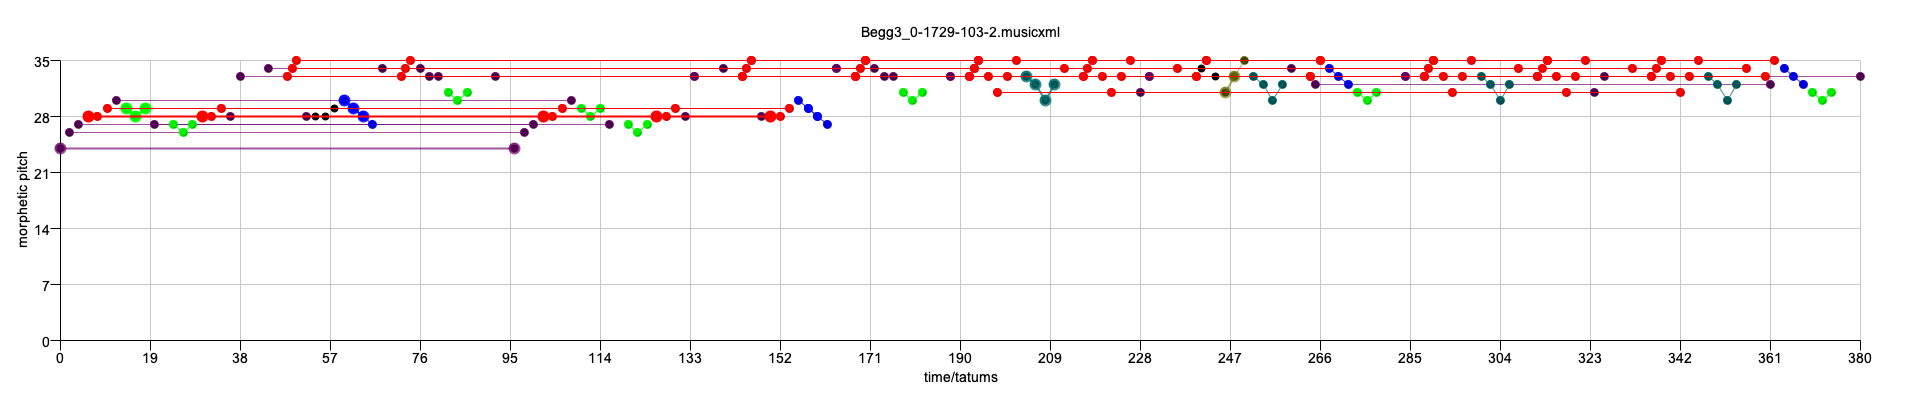 Begg3_0-1729-103-2.musicxml
morphetic pitch
35
28
21
14
7
0
0 19 38 57 76 95 114 133 152 171 190 209 228 247 266 285 304 323 342 361 380
time/tatums